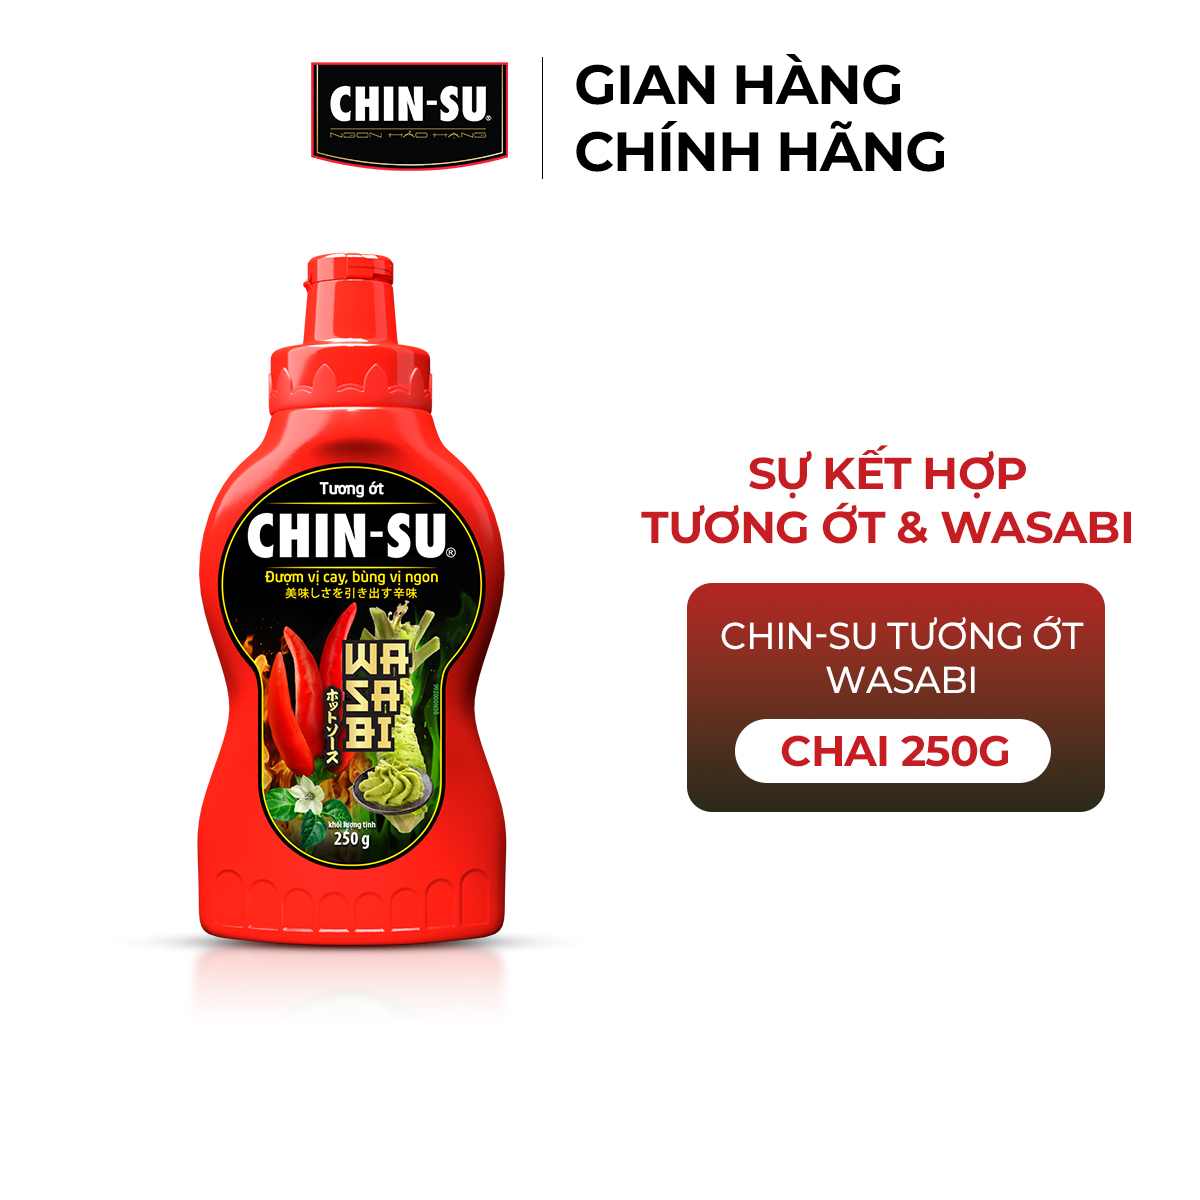 CHIN-SU®
NGON HẢO HẠNG
GIAN HÀNG
CHÍNH HÃNG
Tương ớt
CHIN-SU®
Đượm vị cay, bùng vị ngon
美味しさを引き出す辛味
WA
SA
BI
ホットソース
khối lượng tịnh
250 g
SỰ KẾT HỢP
TƯƠNG ỚT & WASABI
CHIN-SU TƯƠNG ỚT
WASABI
CHAI 250G